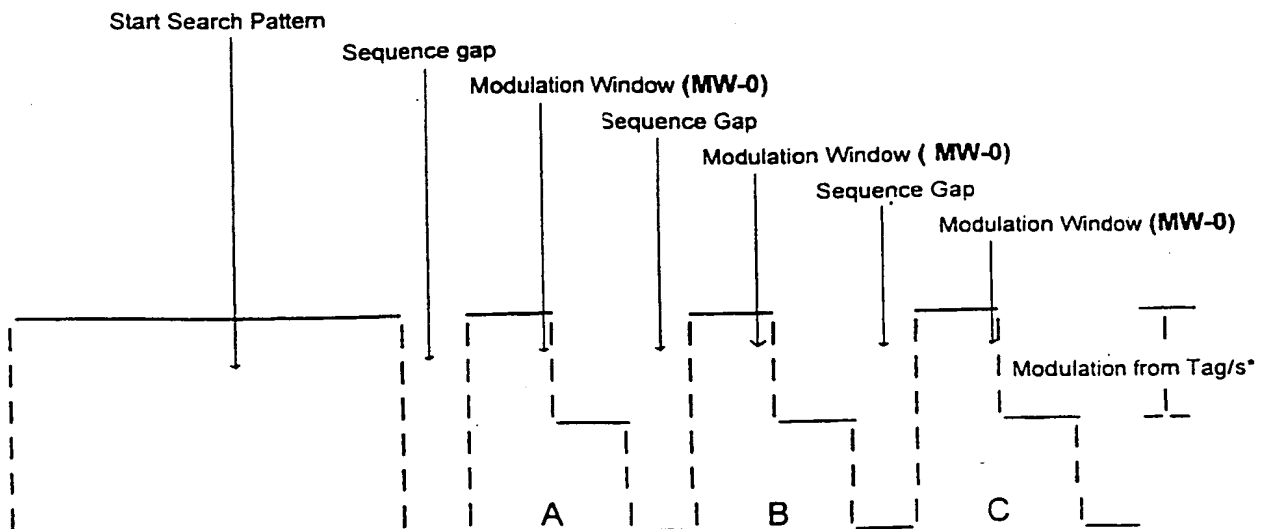 Start Search Pattern
Sequence gap
Modulation Window (MW-0)
Sequence Gap
Modulation Window ( MW-0)
Sequence Gap
Modulation Window (MW-0)
Modulation from Tag/s*
A
B
C